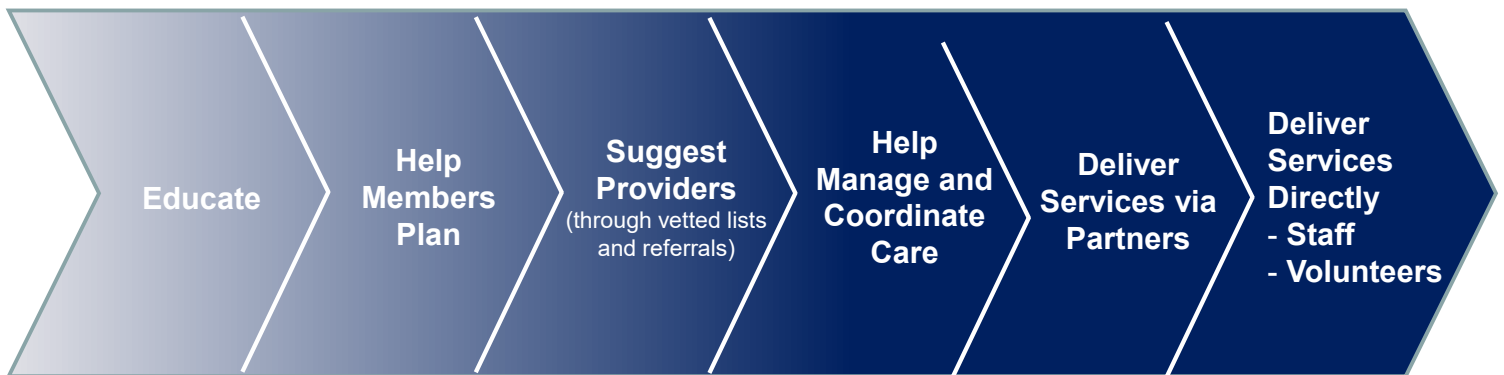 Educate
Help
Members
Plan
Suggest
Providers
(through vetted lists
and referrals)
Help
Manage and
Coordinate
Care
Deliver
Services via
Partners
Deliver
Services
Directly
- Staff
- Volunteers